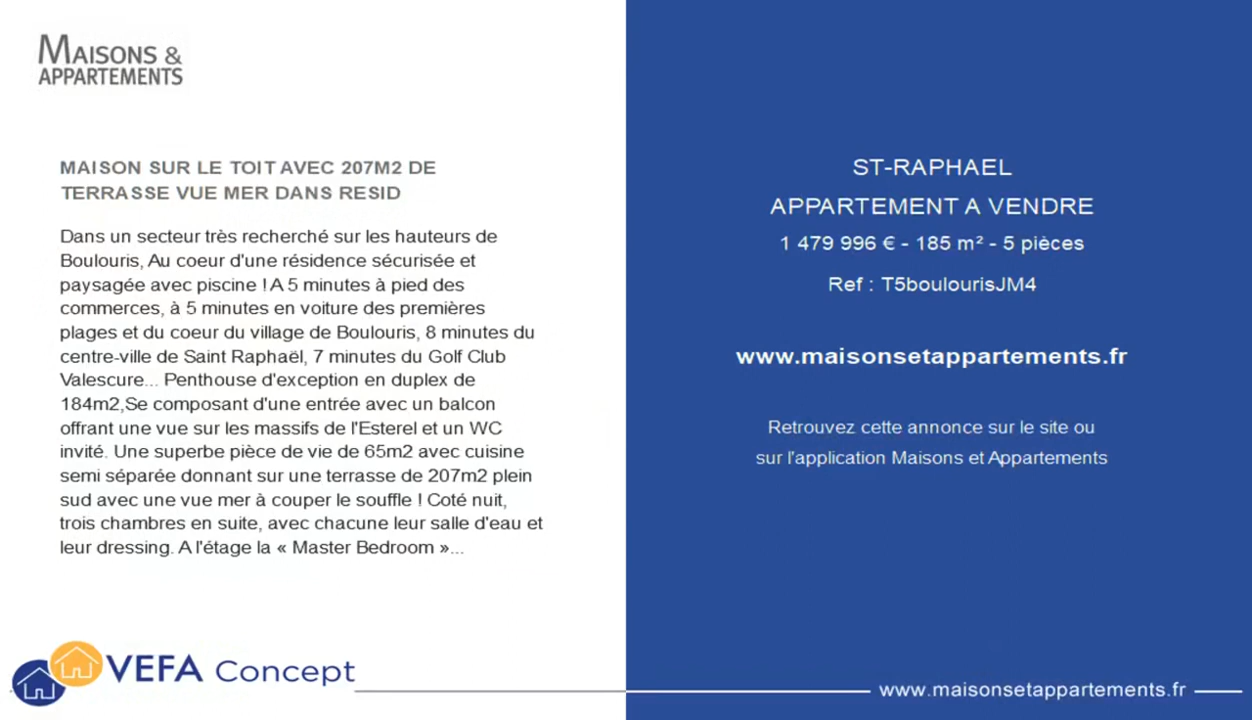 MAISONS &
APPARTEMENTS
MAISON SUR LE TOIT AVEC 207M2 DE
TERRASSE VUE MER DANS RESID
Dans un secteur très recherché sur les hauteurs de
Boulouris, Au coeur d'une résidence sécurisée et
paysagée avec piscine ! A 5 minutes à pied des
commerces, à 5 minutes en voiture des premières
plages et du coeur du village de Boulouris, 8 minutes du
centre-ville de Saint Raphaël, 7 minutes du Golf Club
Valescure... Penthouse d'exception en duplex de
184m2,Se composant d'une entrée avec un balcon
offrant une vue sur les massifs de l'Esterel et un WC
invité. Une superbe pièce de vie de 65m2 avec cuisine
semi séparée donnant sur une terrasse de 207m2 plein
sud avec une vue mer à couper le souffle ! Coté nuit,
trois chambres en suite, avec chacune leur salle d'eau et
leur dressing. A l'étage la « Master Bedroom »...
VEFA Concept
ST-RAPHAEL
APPARTEMENT A VENDRE
1 479 996 € - 185 m² - 5 pièces
Ref : T5boulourisJM4
www.maisonsetappartements.fr
Retrouvez cette annonce sur le site ou
sur l'application Maisons et Appartements
www.maisonsetappartements.fr